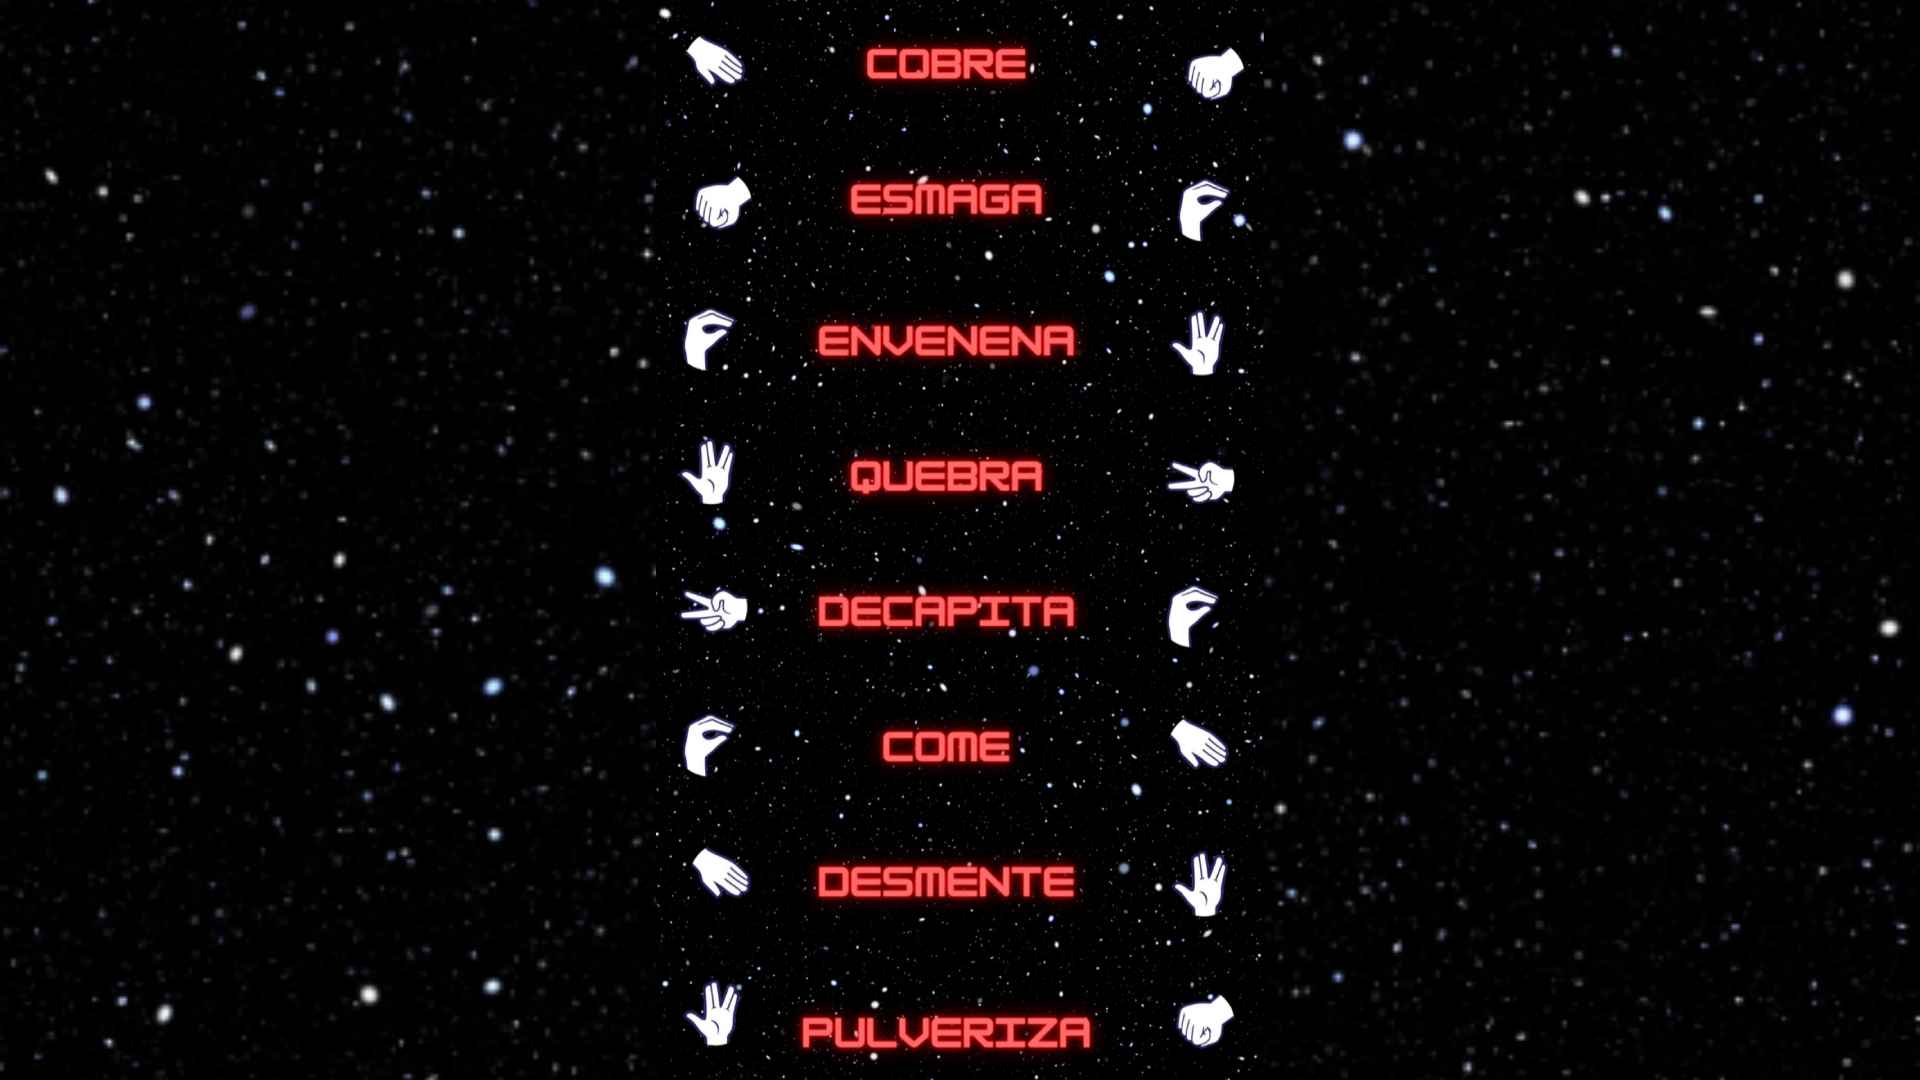 COBRE
ESMAGA
ENVENENA
QUEBRA
DECAPITA
COME
DESMENTE
PULVERIZA